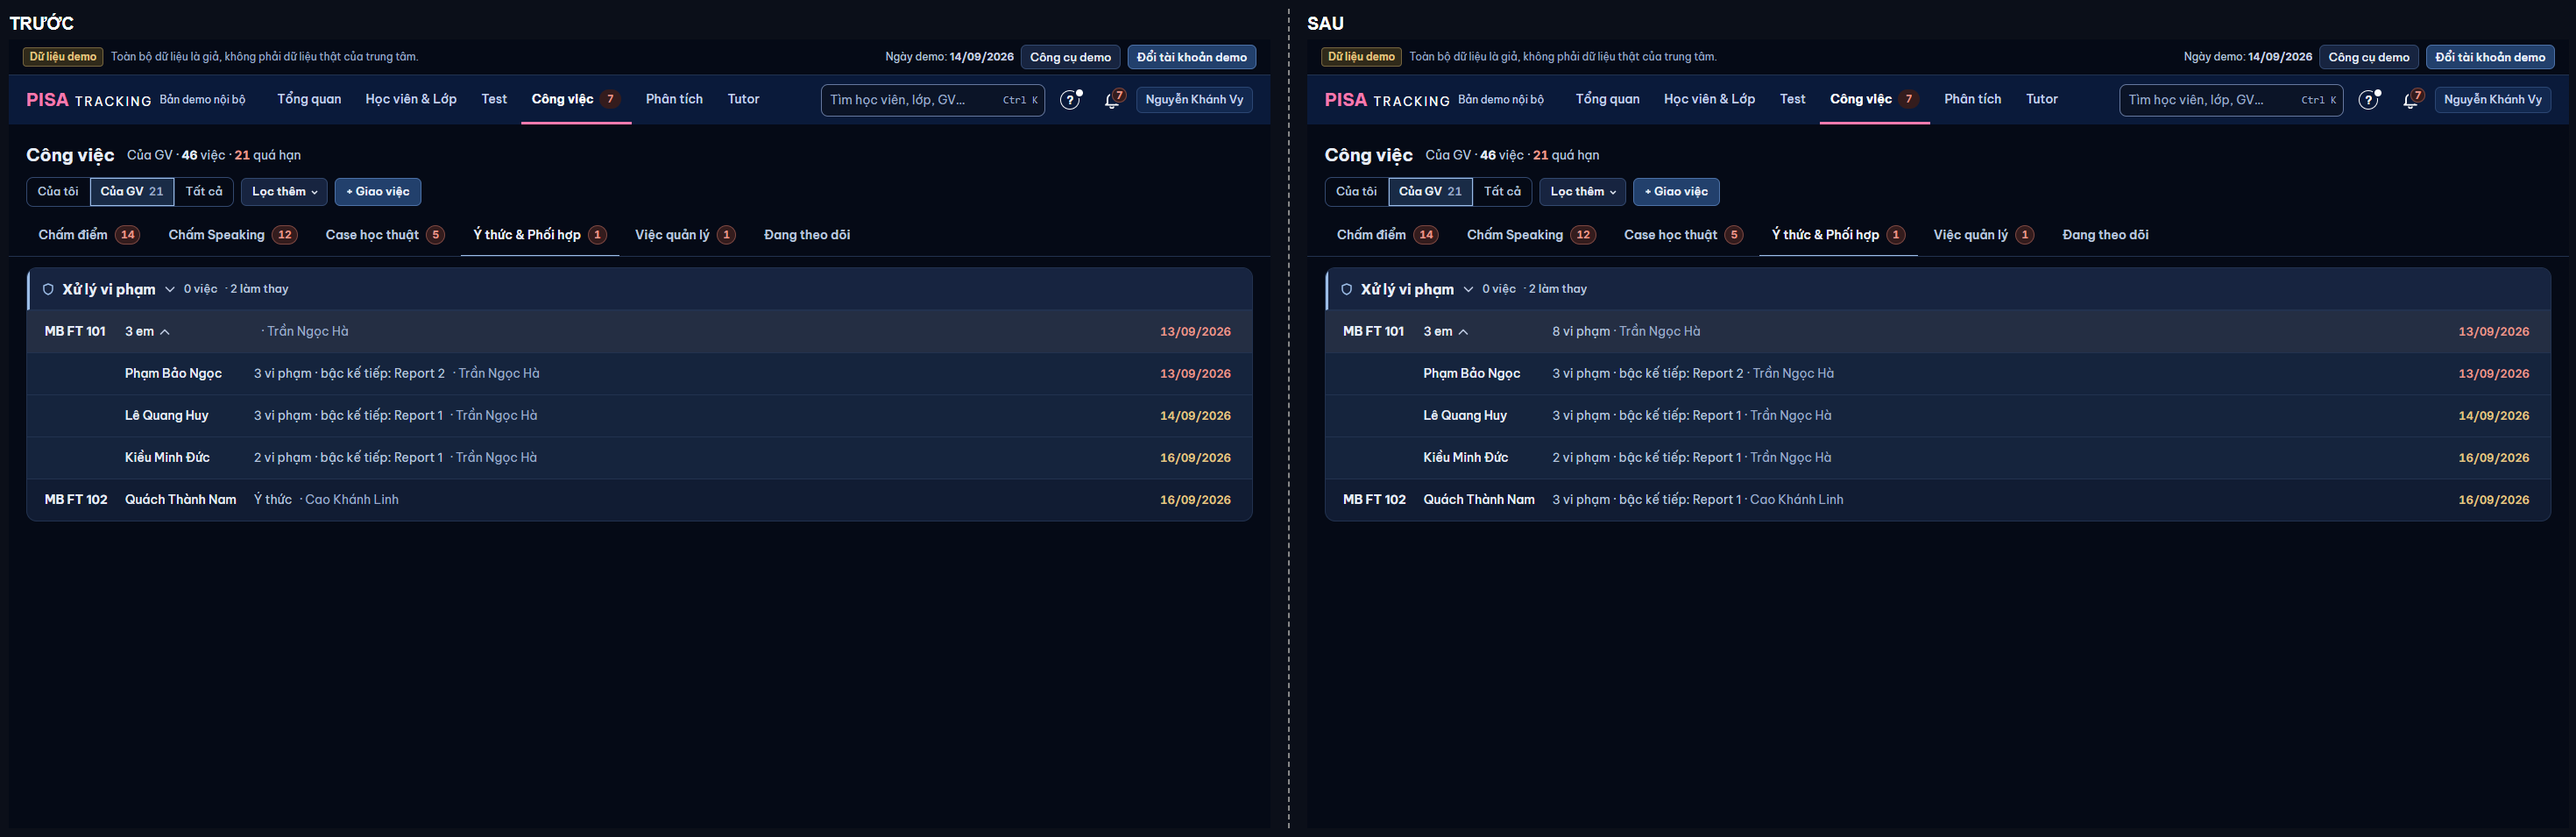 TRƯỚC
Dữ liệu demo Toàn bộ dữ liệu là giả, không phải dữ liệu thật của trung tâm. Ngày demo: 14/09/2026 Công cụ demo Đổi tài khoản demo
PISA TRACKING Bản demo nội bộ Tổng quan Học viên & Lớp Test Công việc 7 Phân tích Tutor Tìm học viên, lớp, GV... Ctrl K ? 7 Nguyễn Khánh Vy
Công việc Của GV · 46 việc · 21 quá hạn
Của tôi Của GV 21 Tất cả Lọc thêm + Giao việc
Chấm điểm 14 Chấm Speaking 12 Case học thuật 5 Ý thức & Phối hợp 1 Việc quản lý 1 Đang theo dõi
Xử lý vi phạm 0 việc · 2 làm thay
MB FT 101 3 em · Trần Ngọc Hà 13/09/2026
Phạm Bảo Ngọc 3 vi phạm · bậc kế tiếp: Report 2 · Trần Ngọc Hà 13/09/2026
Lê Quang Huy 3 vi phạm · bậc kế tiếp: Report 1 · Trần Ngọc Hà 14/09/2026
Kiều Minh Đức 2 vi phạm · bậc kế tiếp: Report 1 · Trần Ngọc Hà 16/09/2026
MB FT 102 Quách Thành Nam Ý thức · Cao Khánh Linh 16/09/2026
SAU
Dữ liệu demo Toàn bộ dữ liệu là giả, không phải dữ liệu thật của trung tâm. Ngày demo: 14/09/2026 Công cụ demo Đổi tài khoản demo
PISA TRACKING Bản demo nội bộ Tổng quan Học viên & Lớp Test Công việc 7 Phân tích Tutor Tìm học viên, lớp, GV... Ctrl K ? 7 Nguyễn Khánh Vy
Công việc Của GV · 46 việc · 21 quá hạn
Của tôi Của GV 21 Tất cả Lọc thêm + Giao việc
Chấm điểm 14 Chấm Speaking 12 Case học thuật 5 Ý thức & Phối hợp 1 Việc quản lý 1 Đang theo dõi
Xử lý vi phạm 0 việc · 2 làm thay
MB FT 101 3 em 8 vi phạm · Trần Ngọc Hà 13/09/2026
Phạm Bảo Ngọc 3 vi phạm · bậc kế tiếp: Report 2 · Trần Ngọc Hà 13/09/2026
Lê Quang Huy 3 vi phạm · bậc kế tiếp: Report 1 · Trần Ngọc Hà 14/09/2026
Kiều Minh Đức 2 vi phạm · bậc kế tiếp: Report 1 · Trần Ngọc Hà 16/09/2026
MB FT 102 Quách Thành Nam 3 vi phạm · bậc kế tiếp: Report 1 · Cao Khánh Linh 16/09/2026